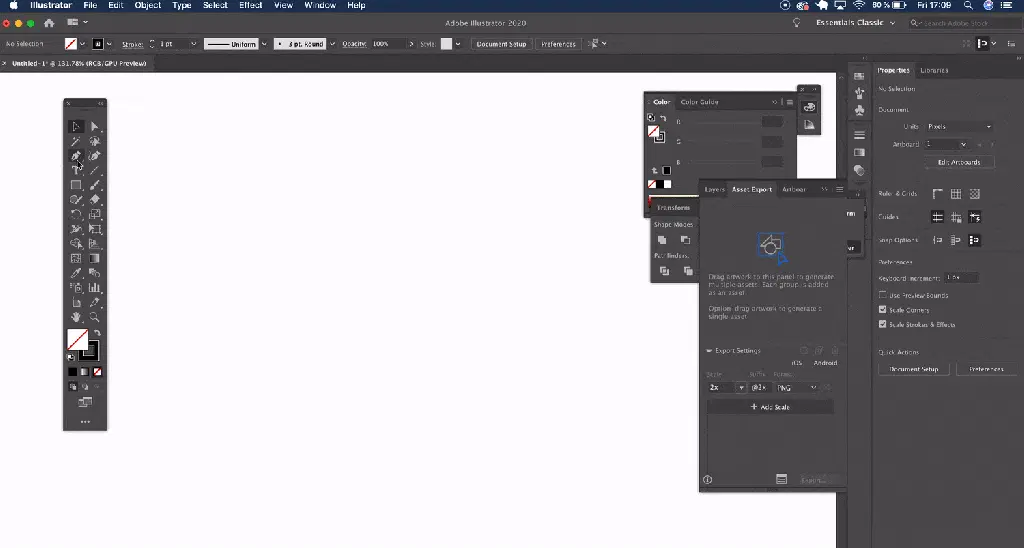 Illustrator File Edit Object Type Select Effect View Window Help
80 % Fri 17:09
Adobe Illustrator 2020
Essentials Classic
Search Adobe Stock
No Selection Stroke: 1 pt Uniform 3 pt. Round Opacity: 100% Style: Document Setup Preferences
Untitled-1* @ 131.78% (RGB/GPU Preview)
Properties Libraries
No Selection
Document
Units Pixels
Artboard 1
Edit Artboards
Ruler & Grids
Guides
Snap Options
Preferences
Keyboard Increment:
Use Preview Bounds
Scale Corners
Scale Strokes & Effects
Quick Actions
Document Setup Preferences
Color Color Guide
G
B
Transform
Shape Modes
Pathfinders:
Layers Asset Export Artboar
Drag artwork to this panel to generate
multiple assets. Each group is added
as an asset
Option-drag artwork to generate a
single asset
Export Settings
iOS Android
Scale Suffix Format
2x @2x PNG
+ Add Scale
Export...